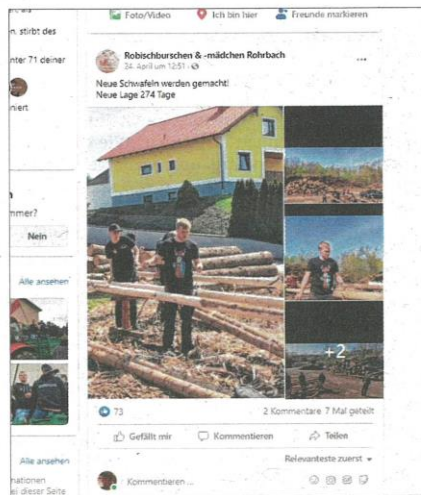 n. stirbt des
nter 71 deiner
niert
mmer?
Nein
Alle ansehen
Alle ansehen
nationen
ei dieser Seite
Foto/Video
Ich bin hier
Freunde markieren
Robischburschen & -mädchen Rohrbach
24. April um 12:51
Neue Schwafeln werden gemacht!
Neue Lage 274 Tage
+2
73
2 Kommentare 7 Mal geteilt
Gefällt mir
Kommentieren
Teilen
Relevanteste zuerst
Kommentieren ...